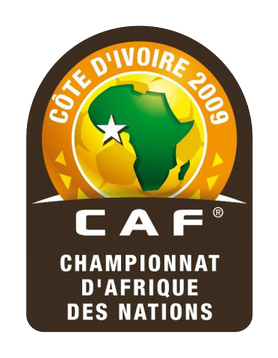 CÔTE D'IVOIRE 2009
CAF®
CHAMPIONNAT
D'AFRIQUE
DES NATIONS